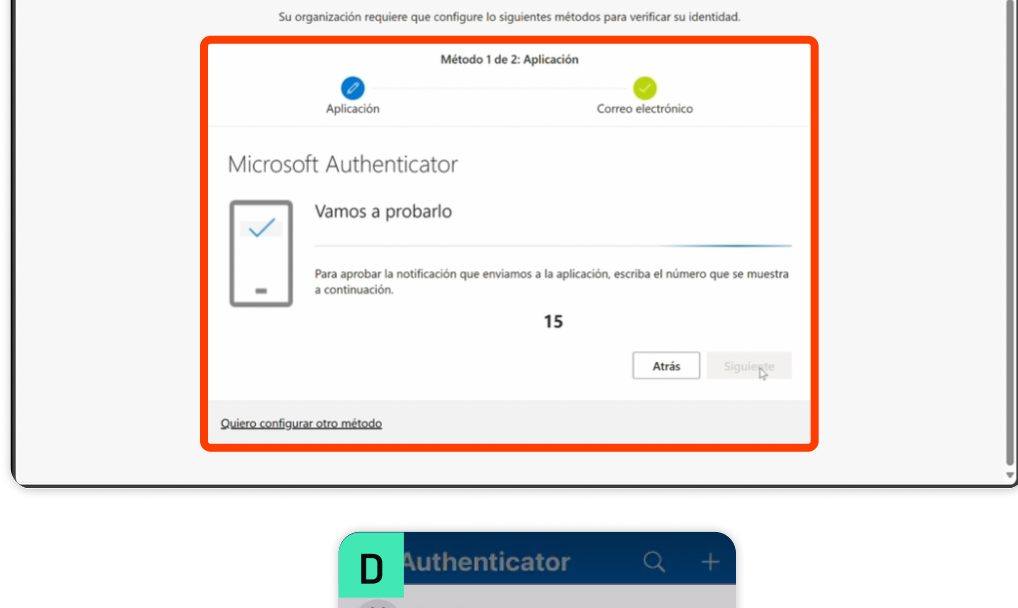 Su organización requiere que configure lo siguientes métodos para verificar su identidad.
Método 1 de 2: Aplicación
Aplicación
Correo electrónico
Microsoft Authenticator
Vamos a probarlo
Para aprobar la notificación que enviamos a la aplicación, escriba el número que se muestra
a continuación.
15
Atrás
Siguiente
Quiero configurar otro método
D
Authenticator